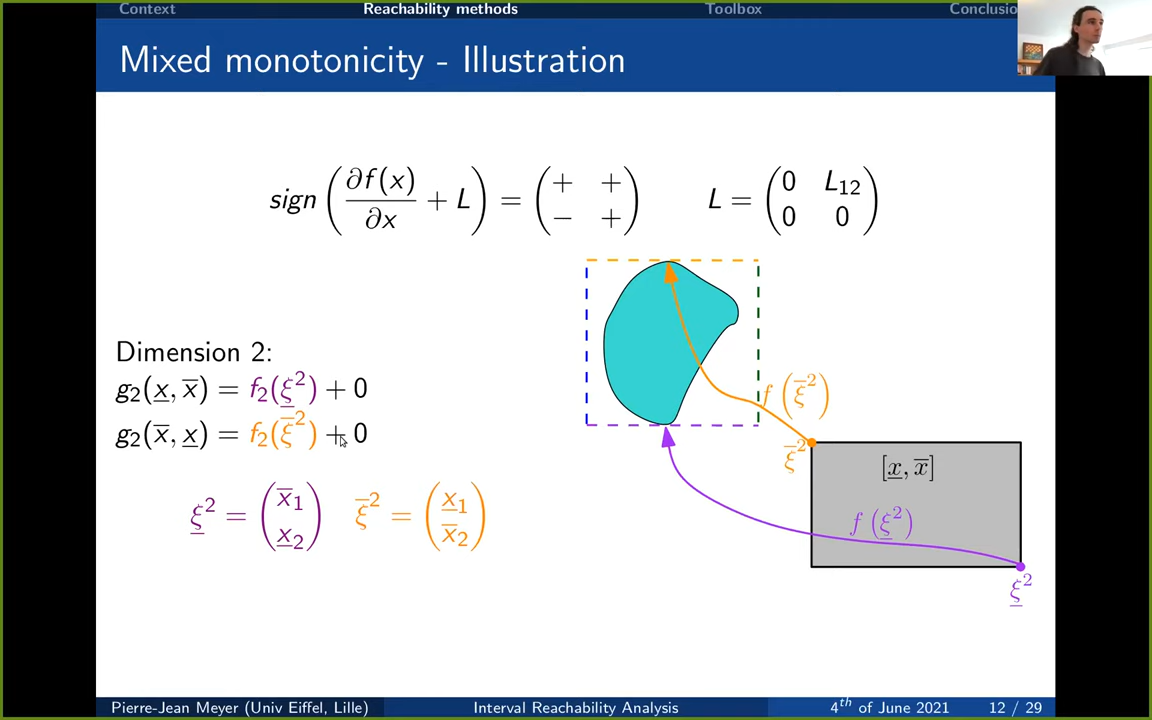 Context Reachability methods Toolbox Conclusio
Mixed monotonicity - Illustration
sign ( ∂f(x) / ∂x + L ) = ( + + ; − + ) L = ( 0 L₁₂ ; 0 0 )
Dimension 2:
g₂(x̲, x̅) = f₂(ξ̲²) + 0
g₂(x̅, x̲) = f₂(ξ̅²) + 0
ξ̲² = ( x̅₁ ; x̲₂ ) ξ̅² = ( x̲₁ ; x̅₂ )
f(ξ̅²)
ξ̅²
[x̲, x̅]
f(ξ̲²)
ξ̲²
Pierre-Jean Meyer (Univ Eiffel, Lille) Interval Reachability Analysis 4th of June 2021 12 / 29